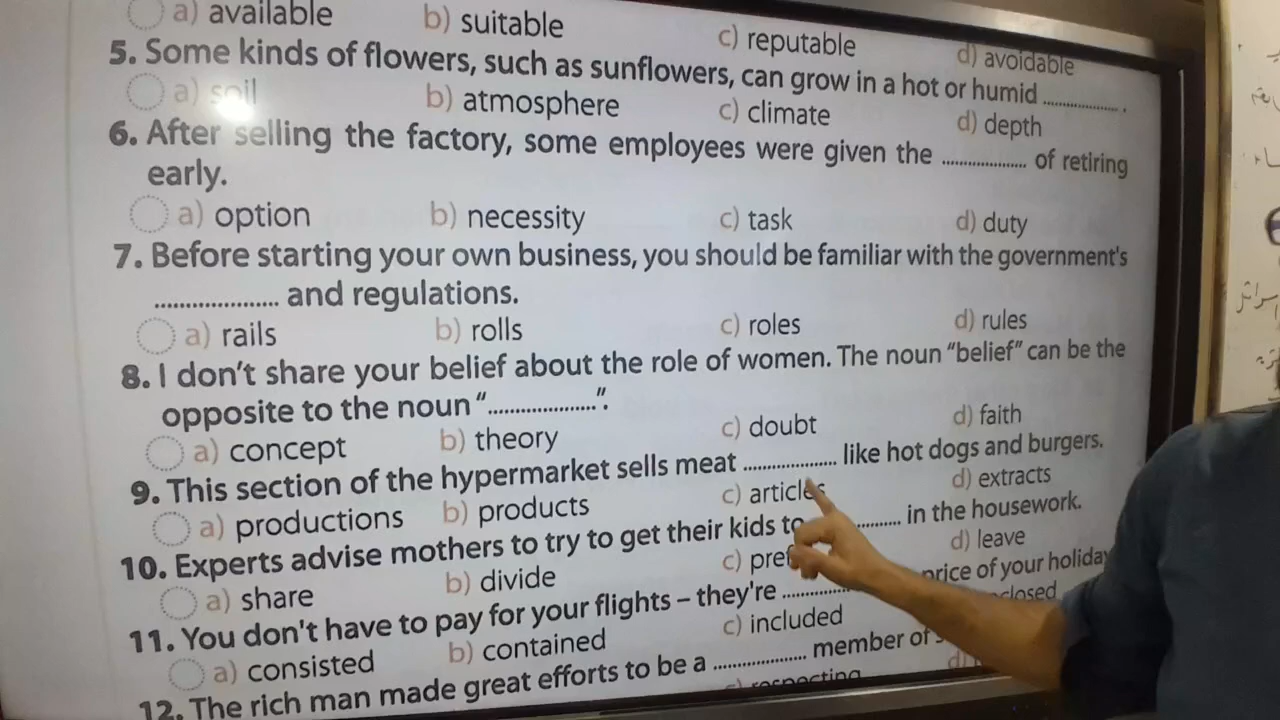 a) available b) suitable c) reputable d) avoidable
5. Some kinds of flowers, such as sunflowers, can grow in a hot or humid .................. .
a) soil b) atmosphere c) climate d) depth
6. After selling the factory, some employees were given the .................. of retiring
early.
a) option b) necessity c) task d) duty
7. Before starting your own business, you should be familiar with the government's
.................... and regulations.
a) rails b) rolls c) roles d) rules
8. I don't share your belief about the role of women. The noun “belief” can be the
opposite to the noun “....................”.
a) concept b) theory c) doubt d) faith
9. This section of the hypermarket sells meat .................. like hot dogs and burgers.
a) productions b) products c) articles d) extracts
10. Experts advise mothers to try to get their kids to .......... in the housework.
a) share b) divide c) d) leave
11. You don't have to pay for your flights – they're ............. price of your holiday
a) consisted b) contained c) included
12. The rich man made great efforts to be a .................. member of